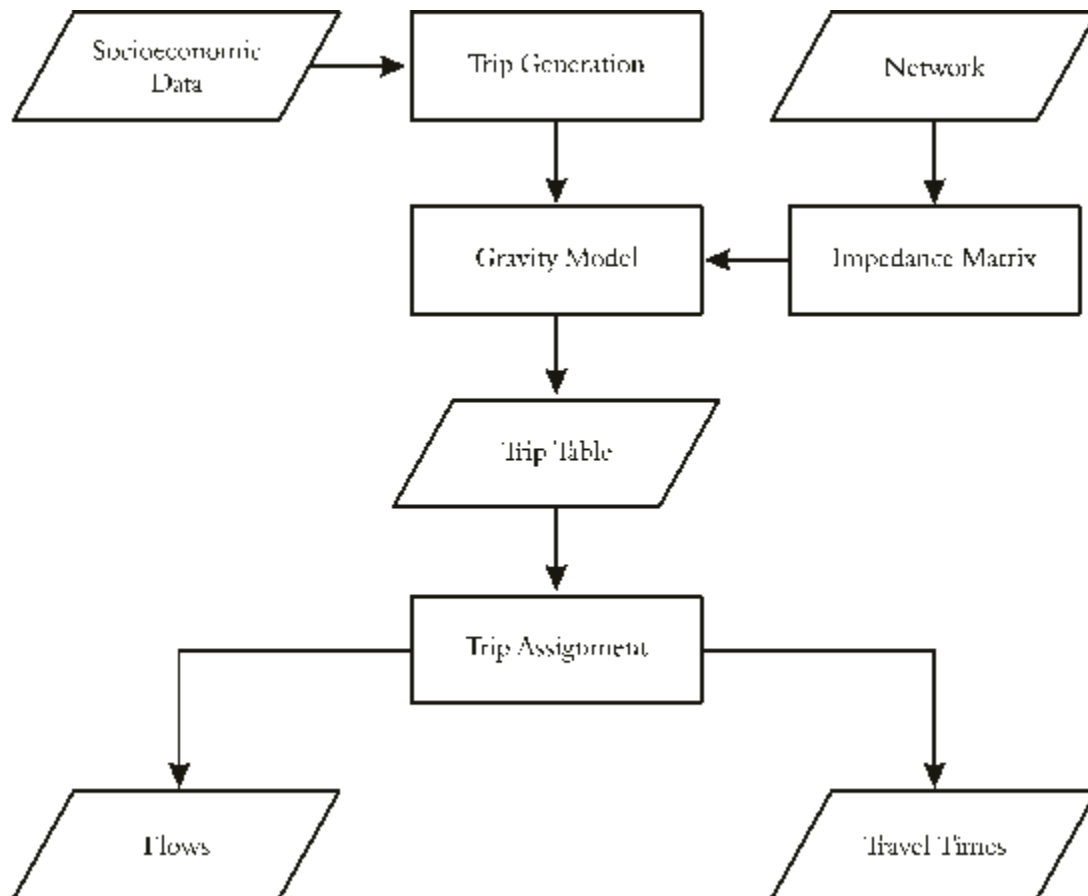 Socioeconomic
Data
Trip Generation
Network
Gravity Model
Impedance Matrix
Trip Table
Trip Assignment
Flows
Travel Times